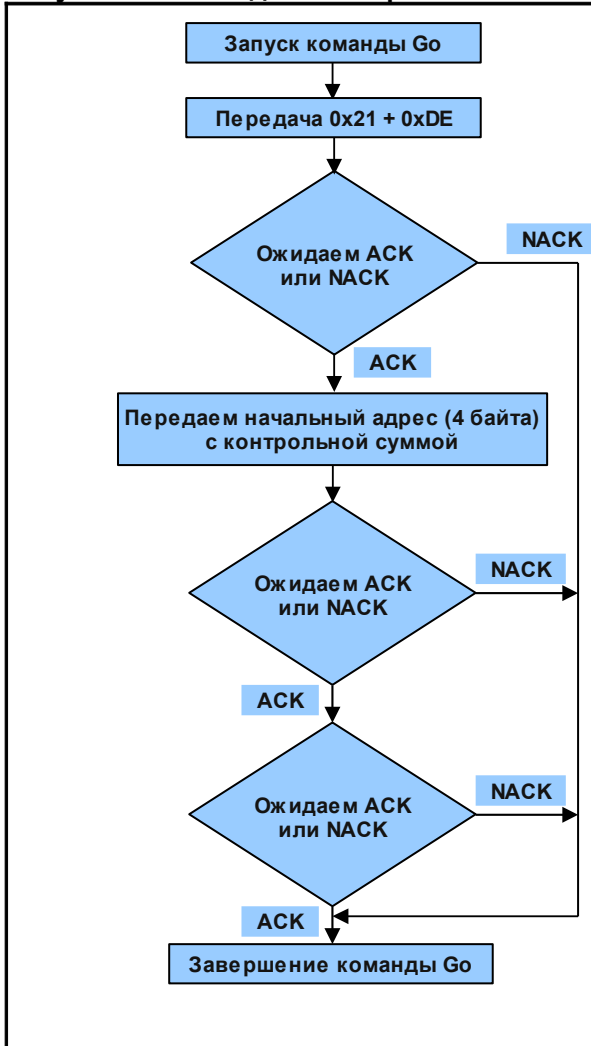 Запуск команды Go
Передача 0x21 + 0xDE
Ожидаем ACK
или NACK
NACK
ACK
Передаем начальный адрес (4 байта)
с контрольной суммой
Ожидаем ACK
или NACK
NACK
ACK
Ожидаем ACK
или NACK
NACK
ACK
Завершение команды Go